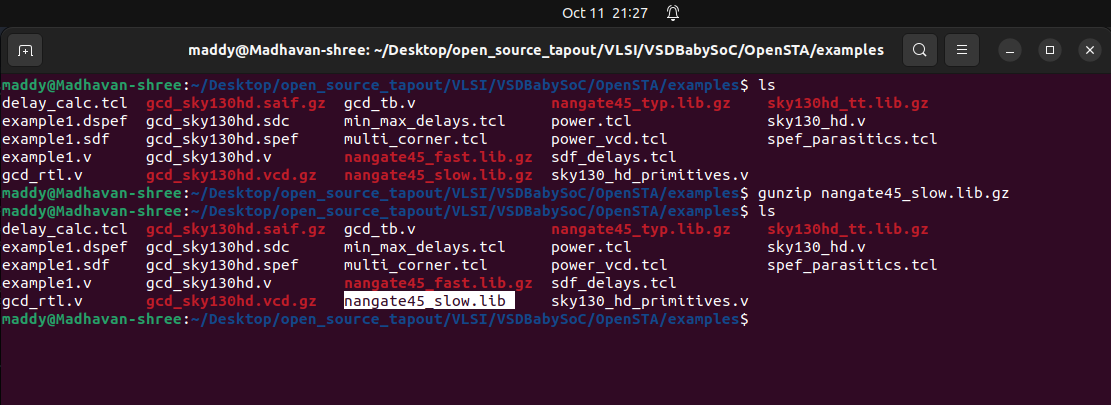 Oct 11 21:27
maddy@Madhavan-shree: ~/Desktop/open_source_tapout/VLSI/VSDBabySoC/OpenSTA/examples
maddy@Madhavan-shree:~/Desktop/open_source_tapout/VLSI/VSDBabySoC/OpenSTA/examples$ ls
delay_calc.tcl gcd_sky130hd.saif.gz gcd_tb.v nangate45_typ.lib.gz sky130hd_tt.lib.gz
example1.dspef gcd_sky130hd.sdc min_max_delays.tcl power.tcl sky130_hd.v
example1.sdf gcd_sky130hd.spef multi_corner.tcl power_vcd.tcl spef_parasitics.tcl
example1.v gcd_sky130hd.v nangate45_fast.lib.gz sdf_delays.tcl
gcd_rtl.v gcd_sky130hd.vcd.gz nangate45_slow.lib.gz sky130_hd_primitives.v
maddy@Madhavan-shree:~/Desktop/open_source_tapout/VLSI/VSDBabySoC/OpenSTA/examples$ gunzip nangate45_slow.lib.gz
maddy@Madhavan-shree:~/Desktop/open_source_tapout/VLSI/VSDBabySoC/OpenSTA/examples$ ls
delay_calc.tcl gcd_sky130hd.saif.gz gcd_tb.v nangate45_typ.lib.gz sky130hd_tt.lib.gz
example1.dspef gcd_sky130hd.sdc min_max_delays.tcl power.tcl sky130_hd.v
example1.sdf gcd_sky130hd.spef multi_corner.tcl power_vcd.tcl spef_parasitics.tcl
example1.v gcd_sky130hd.v nangate45_fast.lib.gz sdf_delays.tcl
gcd_rtl.v gcd_sky130hd.vcd.gz nangate45_slow.lib sky130_hd_primitives.v
maddy@Madhavan-shree:~/Desktop/open_source_tapout/VLSI/VSDBabySoC/OpenSTA/examples$